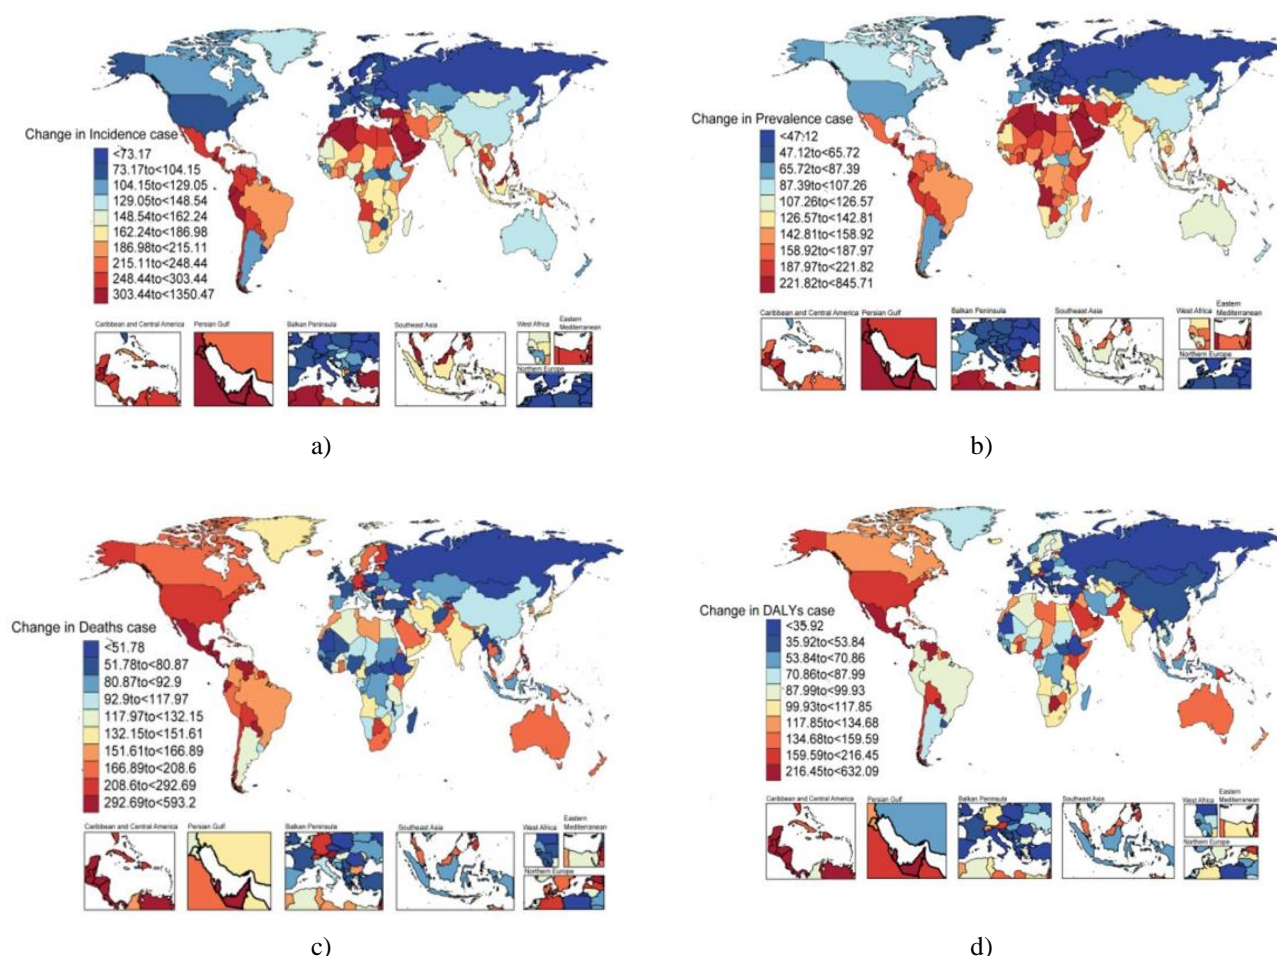 Change in Incidence case
<73.17
73.17to<104.15
104.15to<129.05
129.05to<148.54
148.54to<162.24
162.24to<186.98
186.98to<215.11
215.11to<248.44
248.44to<303.44
303.44to<1350.47
Caribbean and Central America
Persian Gulf
Balkan Peninsula
Southeast Asia
West Africa
Eastern
Mediterranean
Northern Europe
a)
Change in Prevalence case
<47.12
47.12to<65.72
65.72to<87.39
87.39to<107.26
107.26to<126.57
126.57to<142.81
142.81to<158.92
158.92to<187.97
187.97to<221.82
221.82to<845.71
Caribbean and Central America
Persian Gulf
Balkan Peninsula
Southeast Asia
West Africa
Eastern
Mediterranean
Northern Europe
b)
Change in Deaths case
<51.78
51.78to<80.87
80.87to<92.9
92.9to<117.97
117.97to<132.15
132.15to<151.61
151.61to<166.89
166.89to<208.6
208.6to<292.69
292.69to<593.2
Caribbean and Central America
Persian Gulf
Balkan Peninsula
Southeast Asia
West Africa
Eastern
Mediterranean
Northern Europe
c)
Change in DALYs case
<35.92
35.92to<53.84
53.84to<70.86
70.86to<87.99
87.99to<99.93
99.93to<117.85
117.85to<134.68
134.68to<159.59
159.59to<216.45
216.45to<632.09
Caribbean and Central America
Persian Gulf
Balkan Peninsula
Southeast Asia
West Africa
Eastern
Mediterranean
Northern Europe
d)